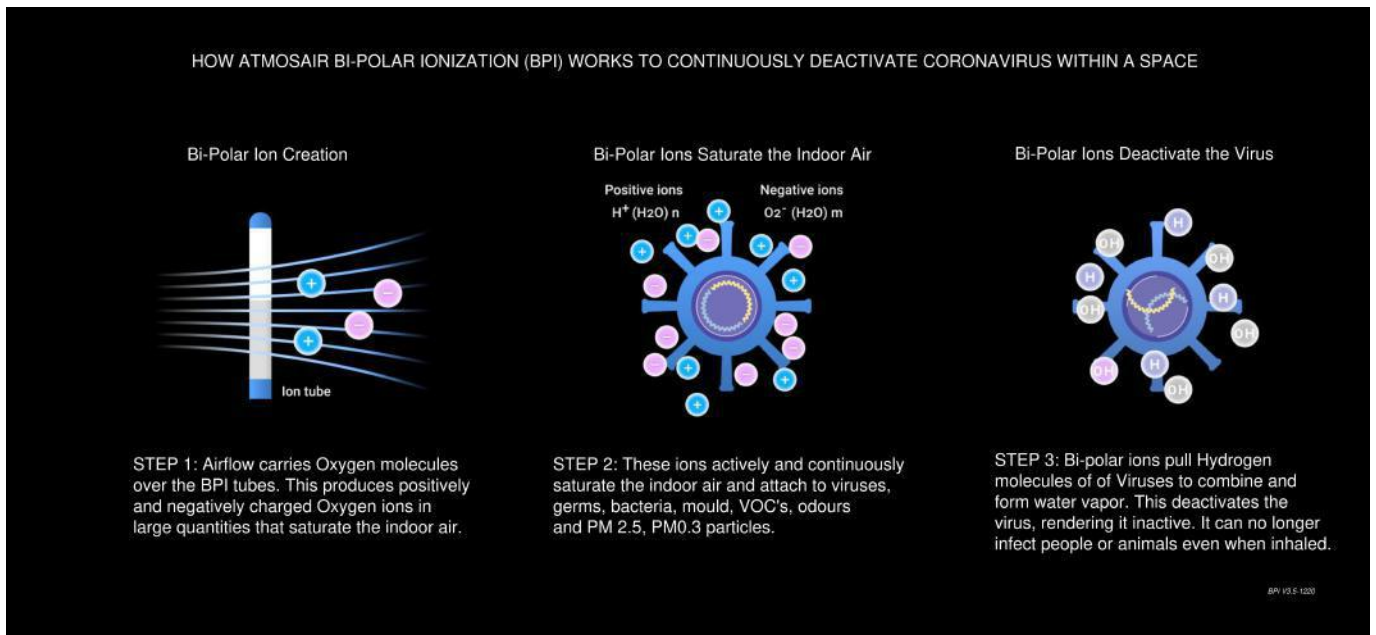 HOW ATMOSAIR BI-POLAR IONIZATION (BPI) WORKS TO CONTINUOUSLY DEACTIVATE CORONAVIRUS WITHIN A SPACE
Bi-Polar Ion Creation
+
−
−
+
Ion tube
STEP 1: Airflow carries Oxygen molecules
over the BPI tubes. This produces positively
and negatively charged Oxygen ions in
large quantities that saturate the indoor air.
Bi-Polar Ions Saturate the Indoor Air
Positive ions
H⁺ (H2O) n
Negative ions
O2⁻ (H2O) m
+
+
−
+
+
−
−
+
−
−
−
−
+
−
+
+
STEP 2: These ions actively and continuously
saturate the indoor air and attach to viruses,
germs, bacteria, mould, VOC's, odours
and PM 2.5, PM0.3 particles.
Bi-Polar Ions Deactivate the Virus
H
OH
OH
H
H
OH
OH
H
OH
OH
STEP 3: Bi-polar ions pull Hydrogen
molecules of of Viruses to combine and
form water vapor. This deactivates the
virus, rendering it inactive. It can no longer
infect people or animals even when inhaled.
BPI V3.5-1220